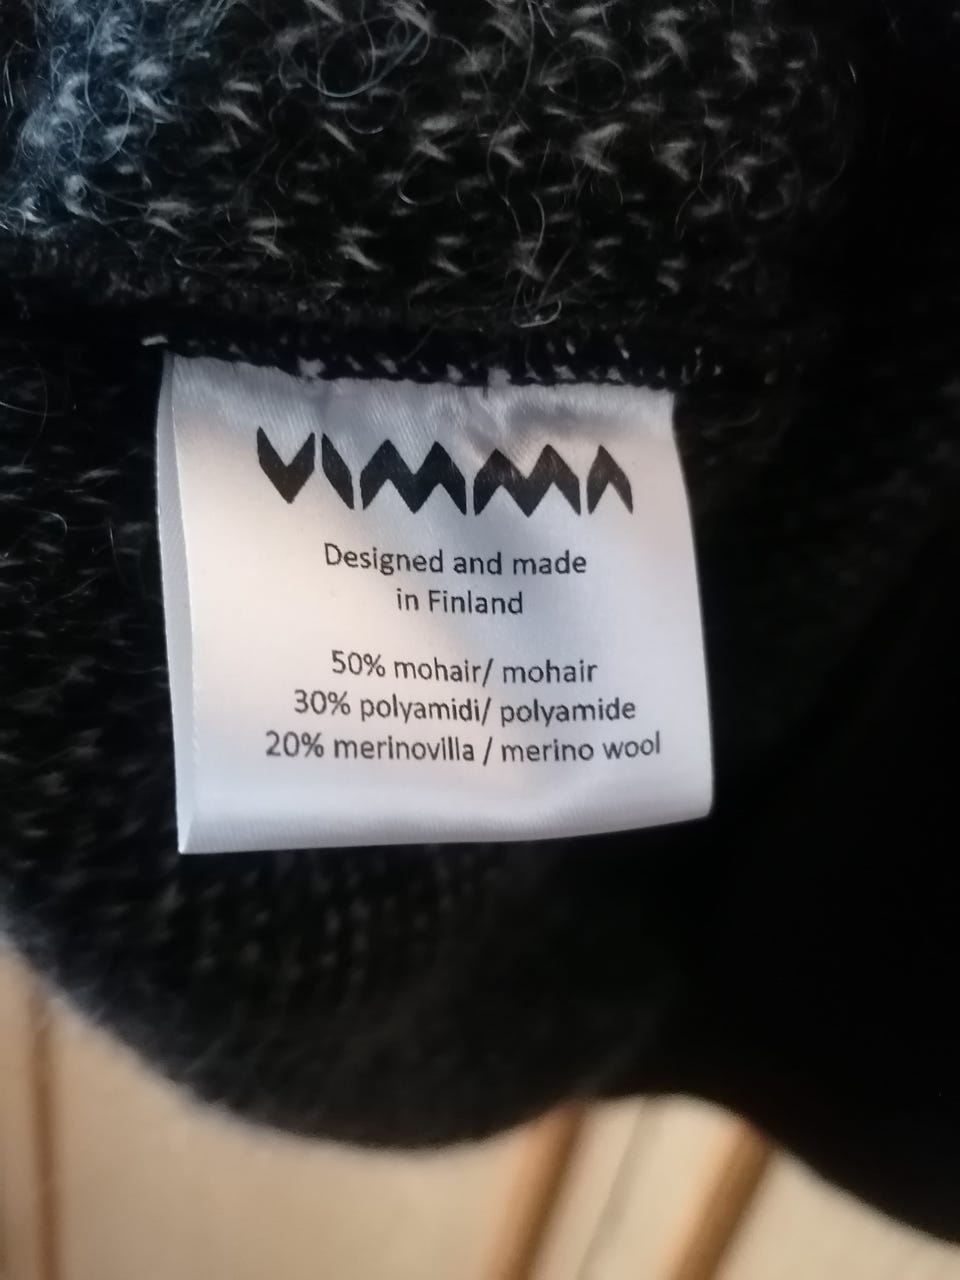 VIMMA
Designed and made
in Finland
50% mohair/ mohair
30% polyamidi/ polyamide
20% merinovilla / merino wool